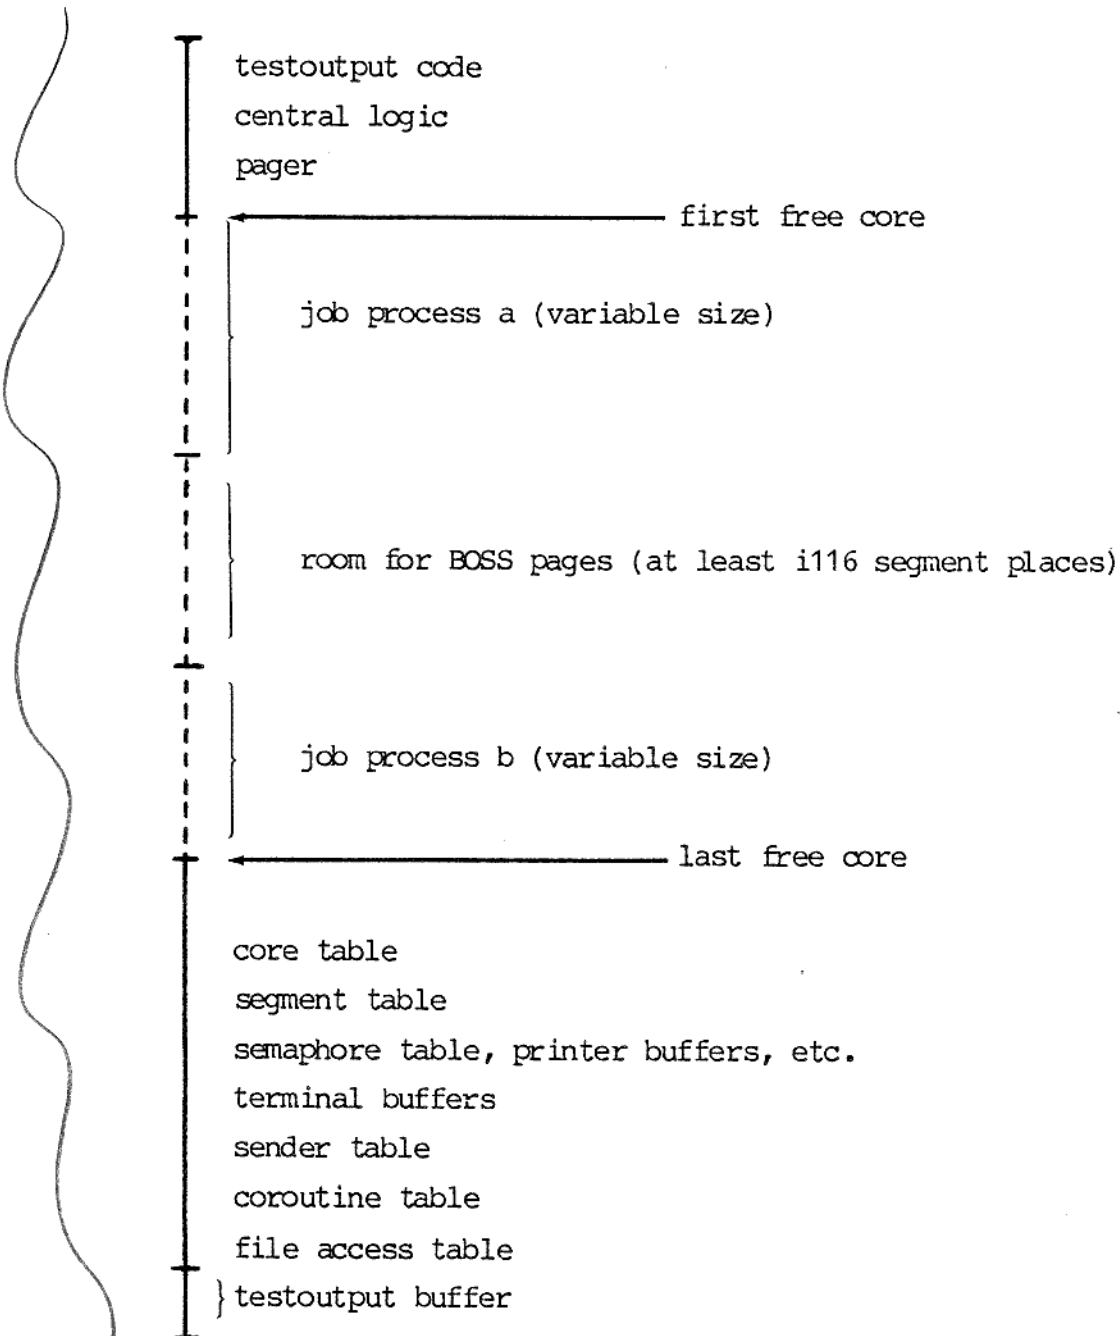 testoutput code
central logic
pager
first free core
job process a (variable size)
room for BOSS pages (at least i116 segment places)
job process b (variable size)
last free core
core table
segment table
semaphore table, printer buffers, etc.
terminal buffers
sender table
coroutine table
file access table
testoutput buffer